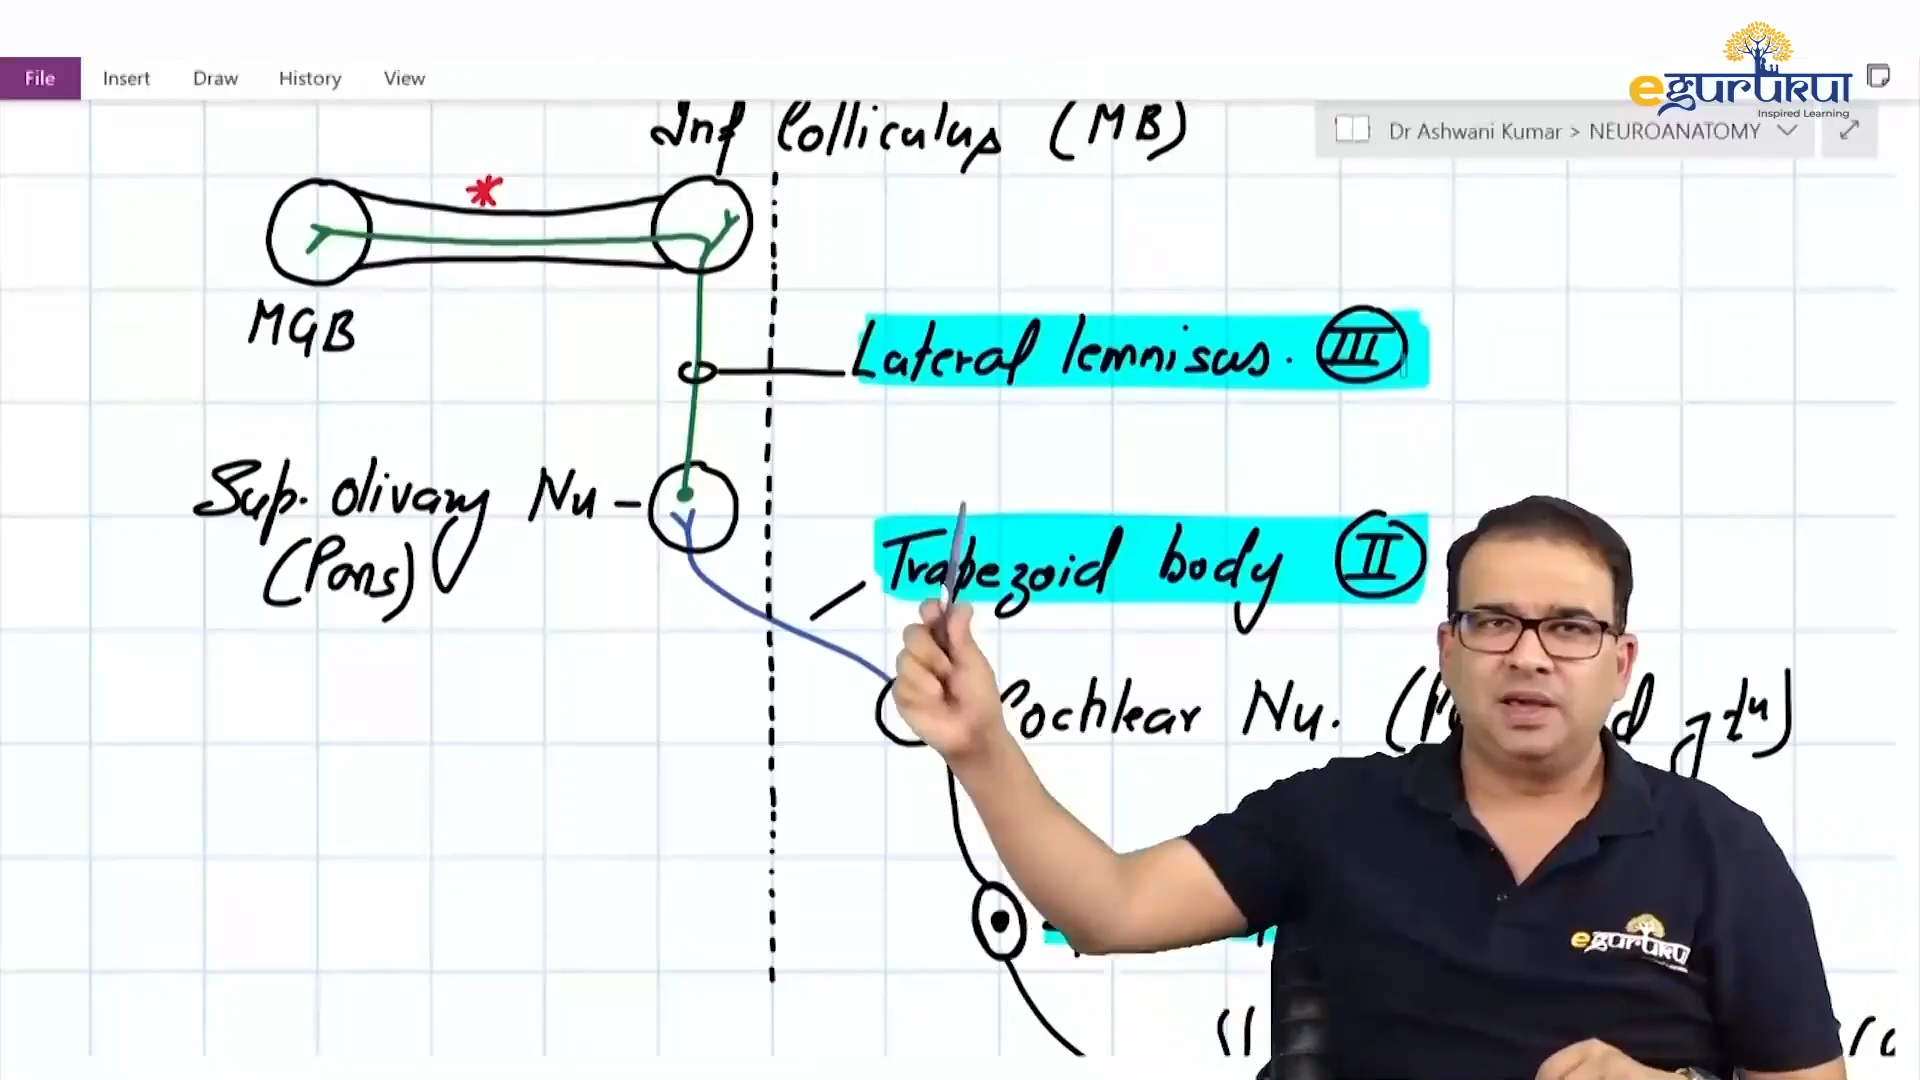 File Insert Draw History View
egurukul
Inspired Learning
Dr Ashwani Kumar > NEUROANATOMY
Inf Colliculus (MB)
MGB
Lateral lemniscus. III
Sup. olivary Nu -
(Pons)
Trapezoid body II
Cochlear Nu.
egurukul